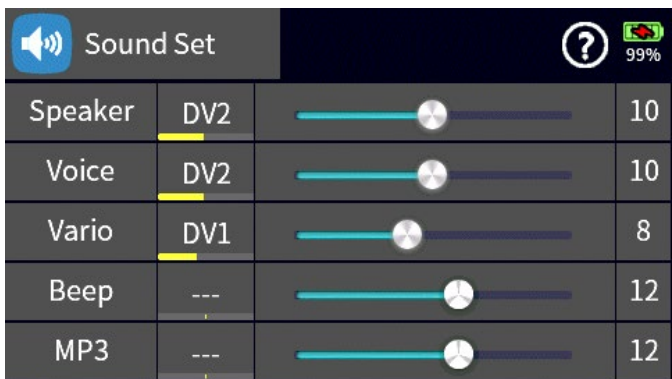 Sound Set ? 99%
Speaker DV2 10
Voice DV2 10
Vario DV1 8
Beep --- 12
MP3 --- 12